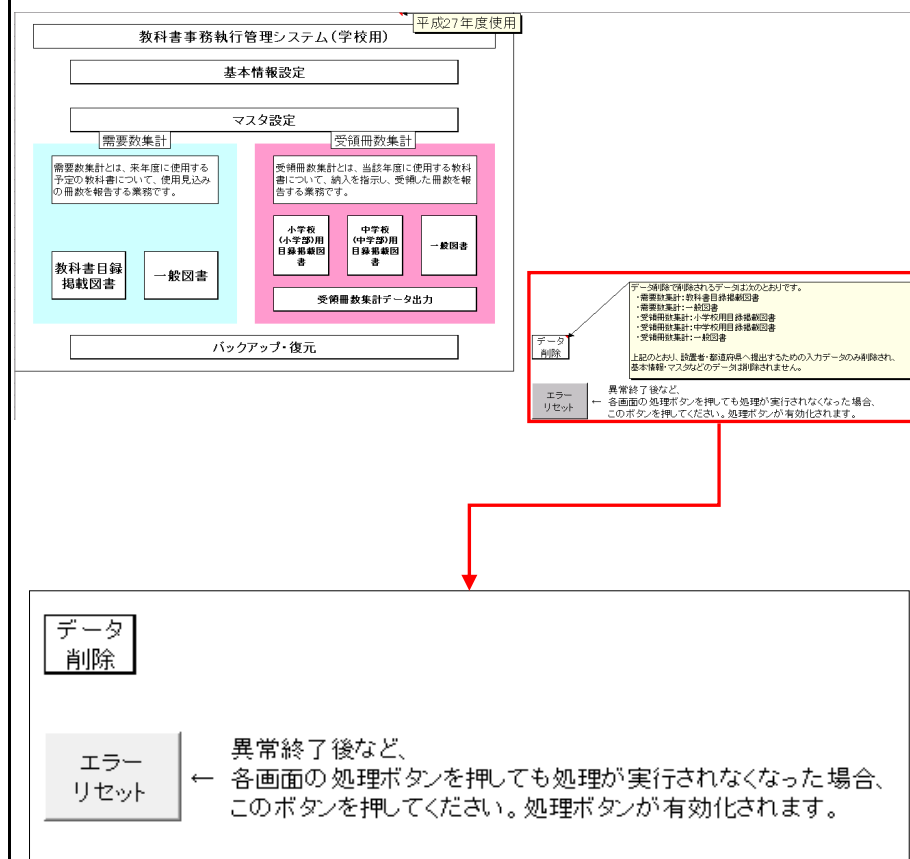 平成27年度使用
教科書事務執行管理システム(学校用)
基本情報設定
マスタ設定
需要数集計
需要数集計とは、来年度に使用する
予定の教科書について、使用見込み
の冊数を報告する業務です。
教科書目録
掲載図書
一般図書
受領冊数集計
受領冊数集計とは、当該年度に使用する教科
書について、納入を指示し、受領した冊数を報
告する業務です。
小学校
(小学部)用
目録掲載図
書
中学校
(中学部)用
目録掲載図
書
一般図書
受領冊数集計データ出力
バックアップ・復元
データ削除で削除されるデータは次のとおりです。
・需要数集計:教科書目録掲載図書
・需要数集計:一般図書
・受領冊数集計:小学校用目録掲載図書
・受領冊数集計:中学校用目録掲載図書
・受領冊数集計:一般図書
上記のとおり、設置者・都道府県へ提出するための入力データのみ削除され、
基本情報・マスタなどのデータは削除されません。
データ
削除
エラー
リセット
← 異常終了後など、
各画面の処理ボタンを押しても処理が実行されなくなった場合、
このボタンを押してください。処理ボタンが有効化されます。
データ
削除
エラー
リセット
← 異常終了後など、
各画面の処理ボタンを押しても処理が実行されなくなった場合、
このボタンを押してください。処理ボタンが有効化されます。